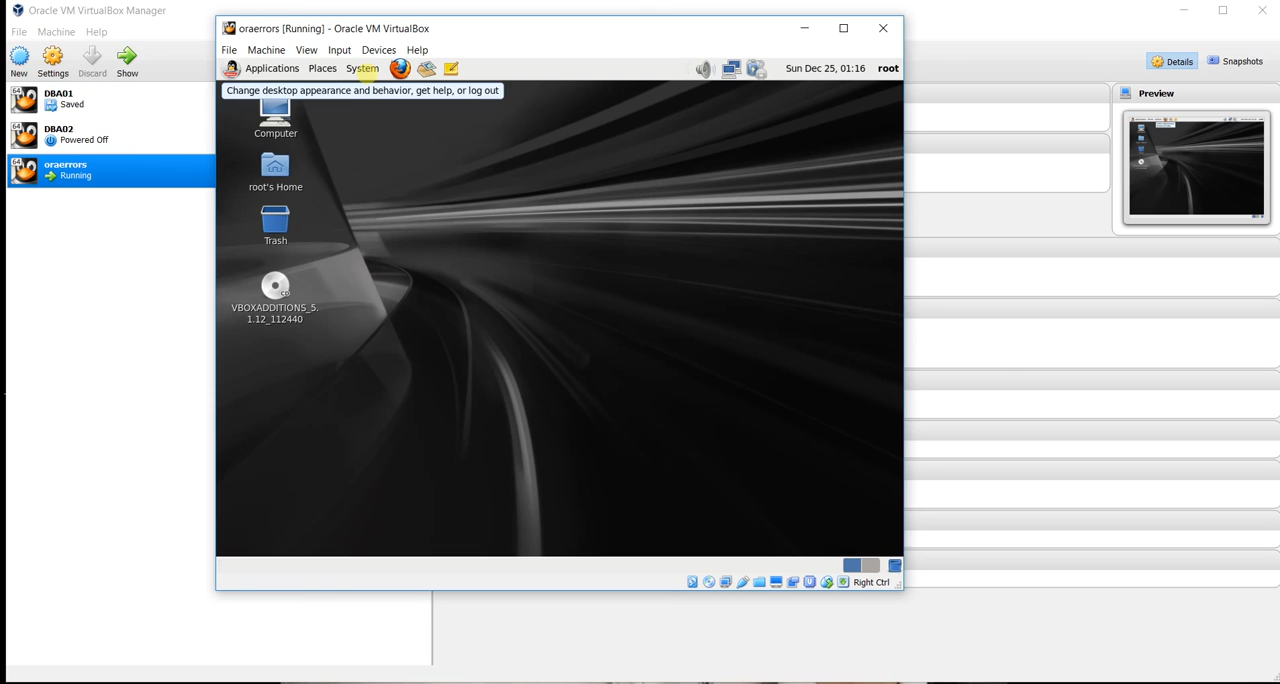 Oracle VM VirtualBox Manager
File Machine Help
New Settings Discard Show
64 DBA01
Saved
64 DBA02
Powered Off
64 oraerrors
Running
oraerrors [Running] - Oracle VM VirtualBox
File Machine View Input Devices Help
Applications Places System
Sun Dec 25, 01:16 root
Change desktop appearance and behavior, get help, or log out
Computer
root's Home
Trash
VBOXADDITIONS_5.
1.12_112440
Right Ctrl
Details Snapshots
Preview